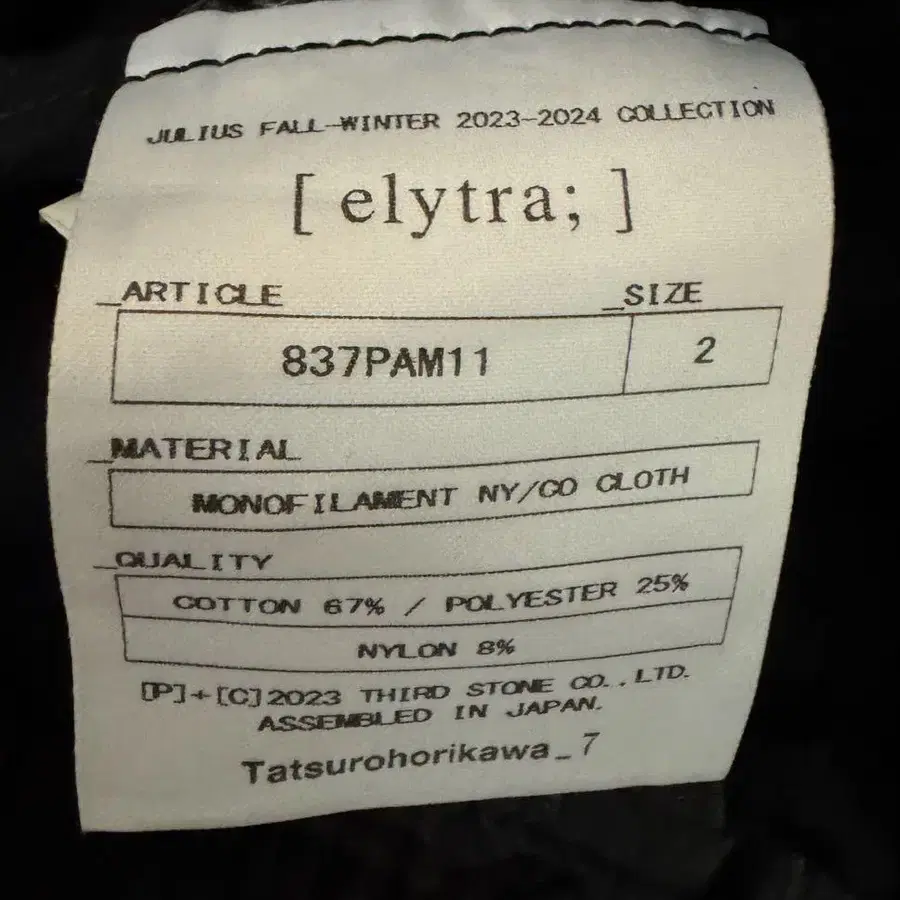 JULIUS FALL-WINTER 2023-2024 COLLECTION
[ elytra; ]
_ARTICLE _SIZE
837PAM11 2
_MATERIAL
MONOFILAMENT NY/CO CLOTH
_QUALITY
COTTON 67% / POLYESTER 25%
NYLON 8%
[P]+[C]2023 THIRD STONE CO.,LTD.
ASSEMBLED IN JAPAN.
Tatsurohorikawa_7